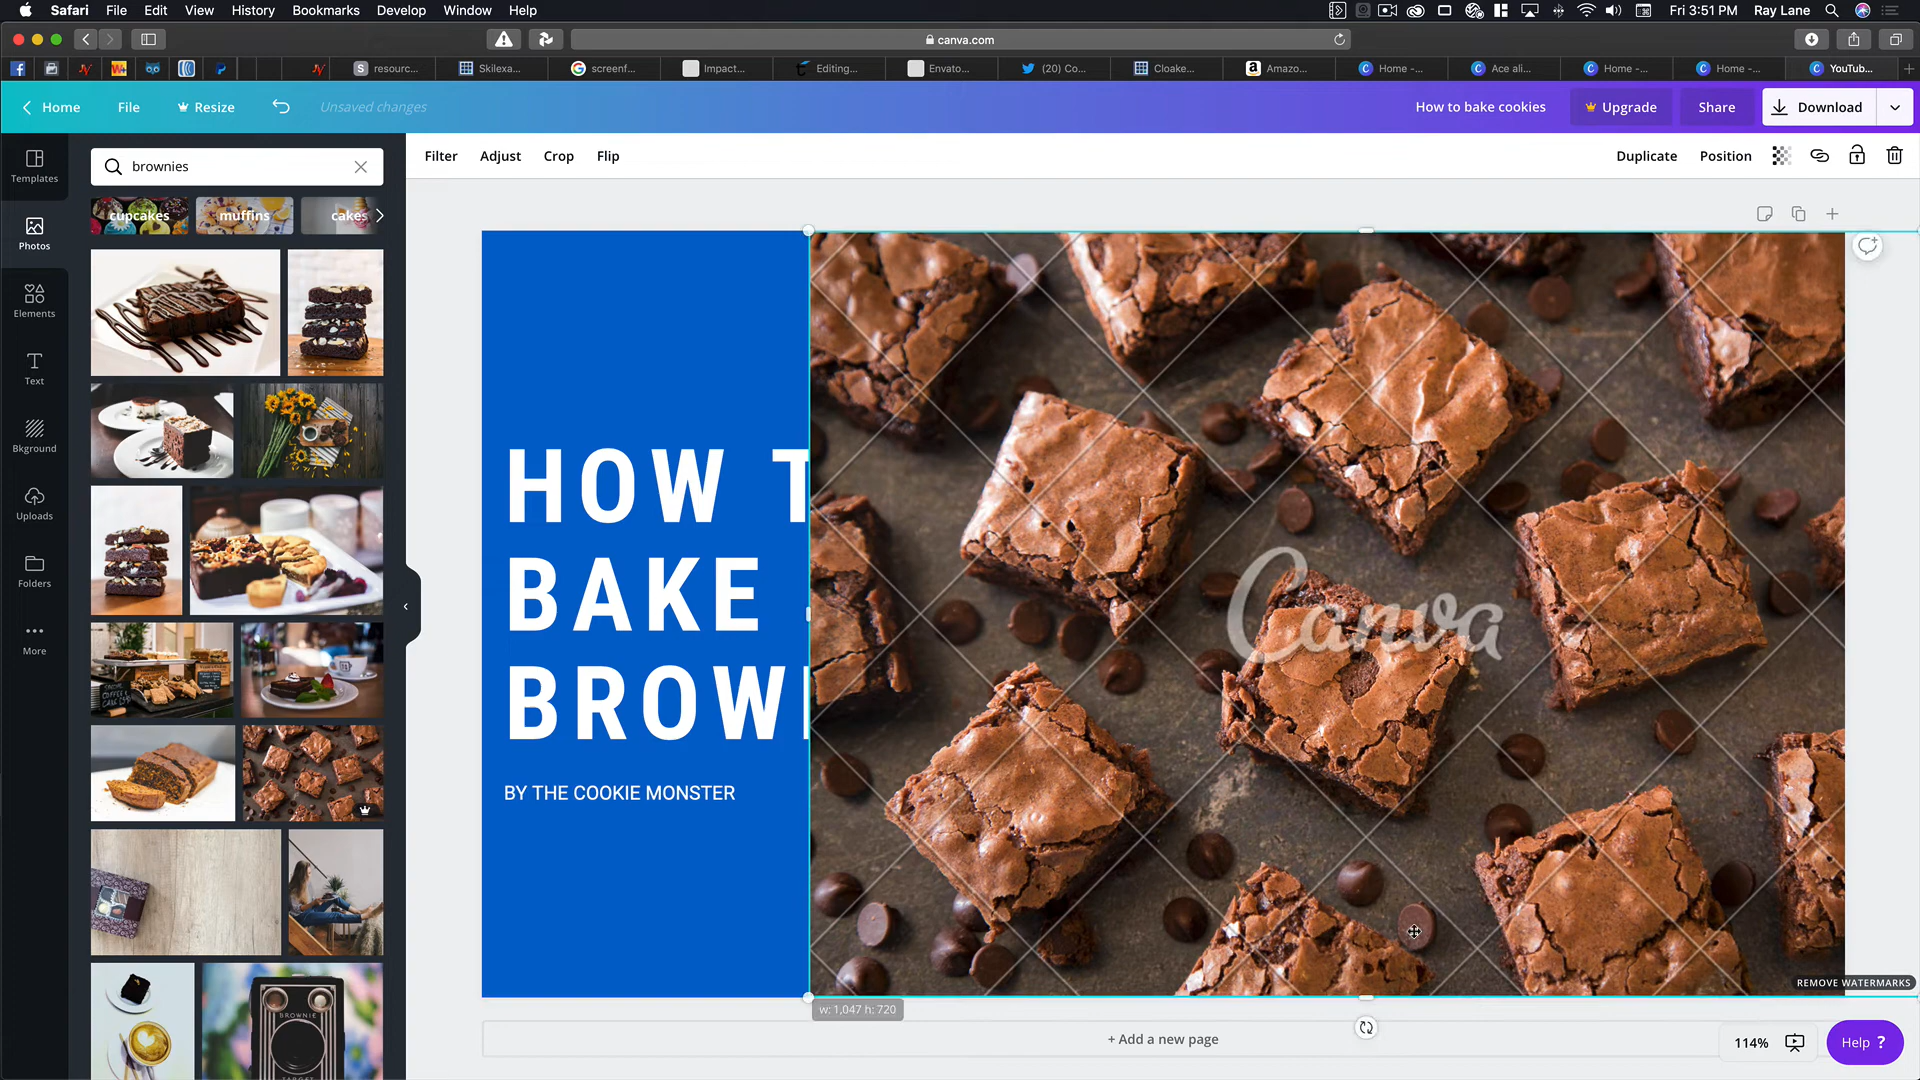 Safari File Edit View History Bookmarks Develop Window Help Fri 3:51 PM Ray Lane
canva.com
resourc... Skilexa... screenf... Impact... Editing... Envato... (20) Co... Cloake... Amazo... Home -... Ace ali... Home -... Home -... YouTub...
Home File Resize Unsaved changes How to bake cookies Upgrade Share Download
Filter Adjust Crop Flip Duplicate Position
brownies
cupcakes muffins cakes
Templates
Photos
Elements
Text
Bkground
Uploads
Folders
More
HOW T
BAKE
BROW
BY THE COOKIE MONSTER
Canva
BROWNIE
TARGET
REMOVE WATERMARKS
w: 1,047 h: 720
+ Add a new page
114%
Help ?